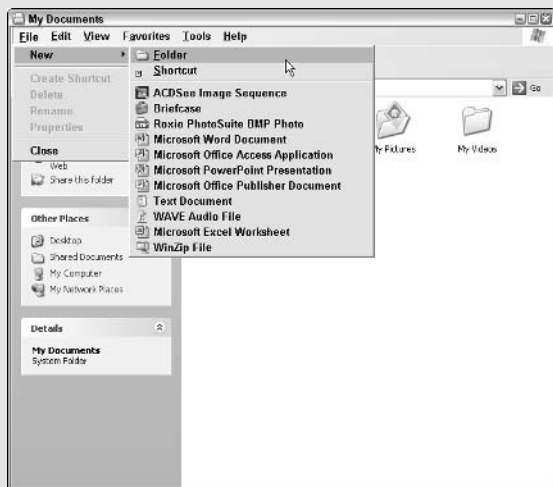 My Documents
File Edit View Favorites Tools Help
New
Create Shortcut
Delete
Rename
Properties
Close
Folder
Shortcut
ACDSee Image Sequence
Briefcase
Roxio PhotoSuite BMP Photo
Microsoft Word Document
Microsoft Office Access Application
Microsoft PowerPoint Presentation
Microsoft Office Publisher Document
Text Document
WAVE Audio File
Microsoft Excel Worksheet
WinZip File
Go
My Pictures
My Videos
Web
Share this folder
Other Places
Desktop
Shared Documents
My Computer
My Network Places
Details
My Documents
System Folder